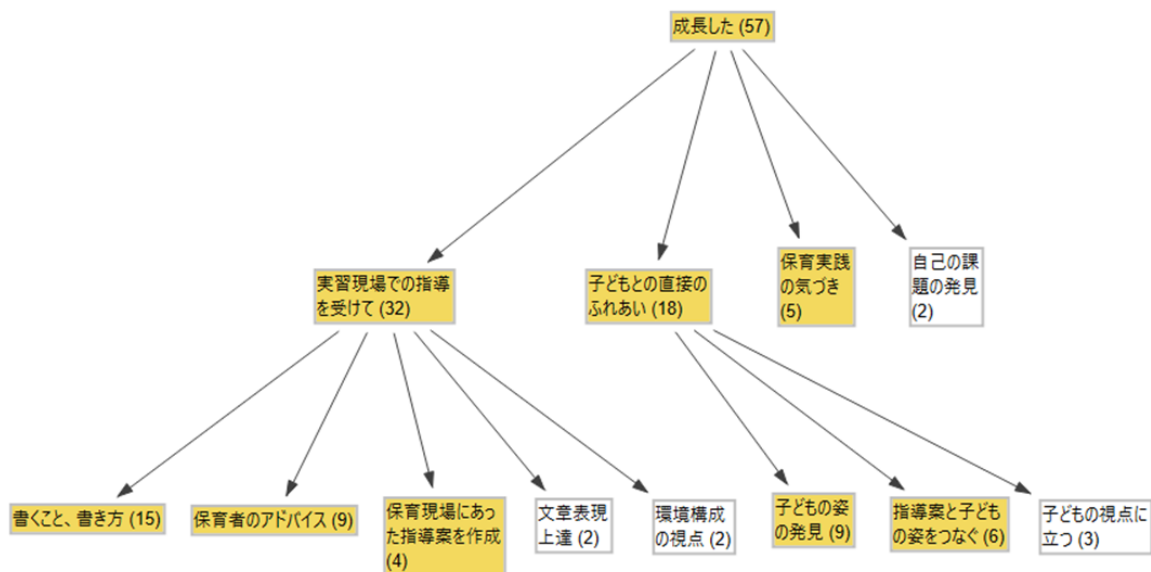 成長した (57)
実習現場での指導
を受けて (32)
子どもとの直接の
ふれあい (18)
保育実践
の気づき
(5)
自己の課
題の発見
(2)
書くこと、書き方 (15)
保育者のアドバイス (9)
保育現場にあっ
た指導案を作成
(4)
文章表現
上達 (2)
環境構成
の視点 (2)
子どもの姿
の発見 (9)
指導案と子ども
の姿をつなぐ (6)
子どもの視点に
立つ (3)